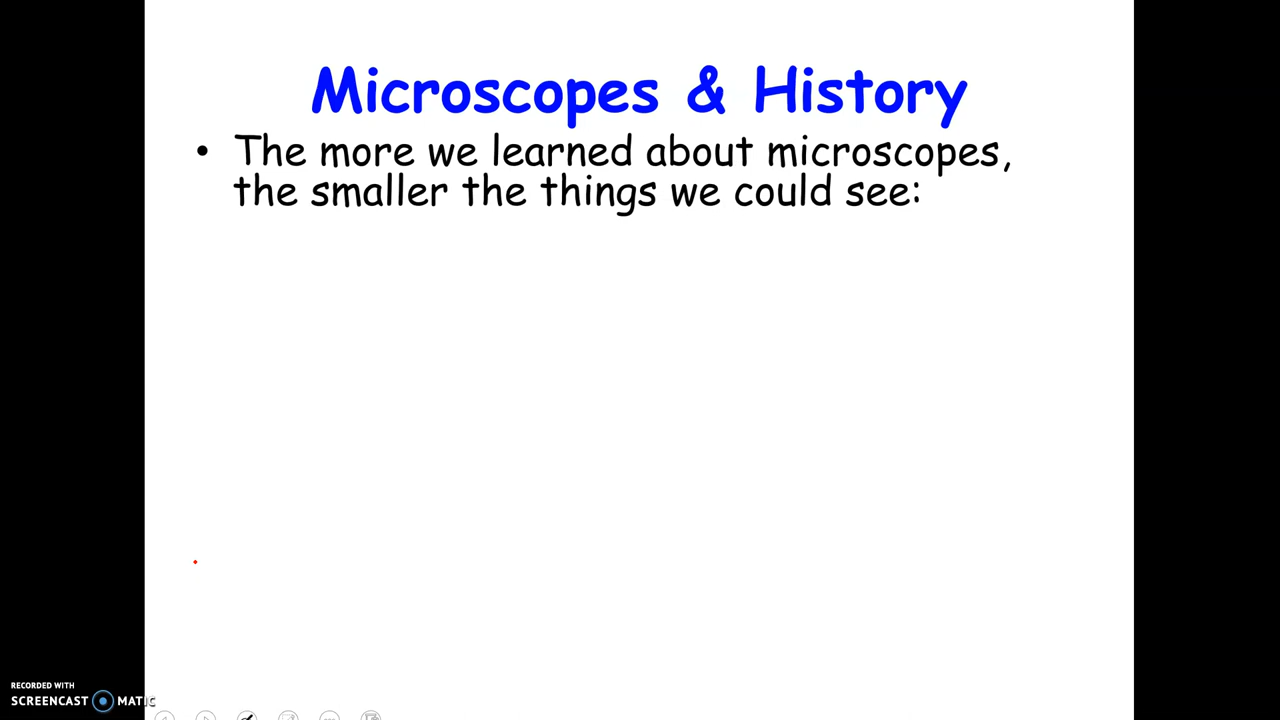 Microscopes & History
• The more we learned about microscopes,
the smaller the things we could see:
RECORDED WITH
SCREENCAST MATIC